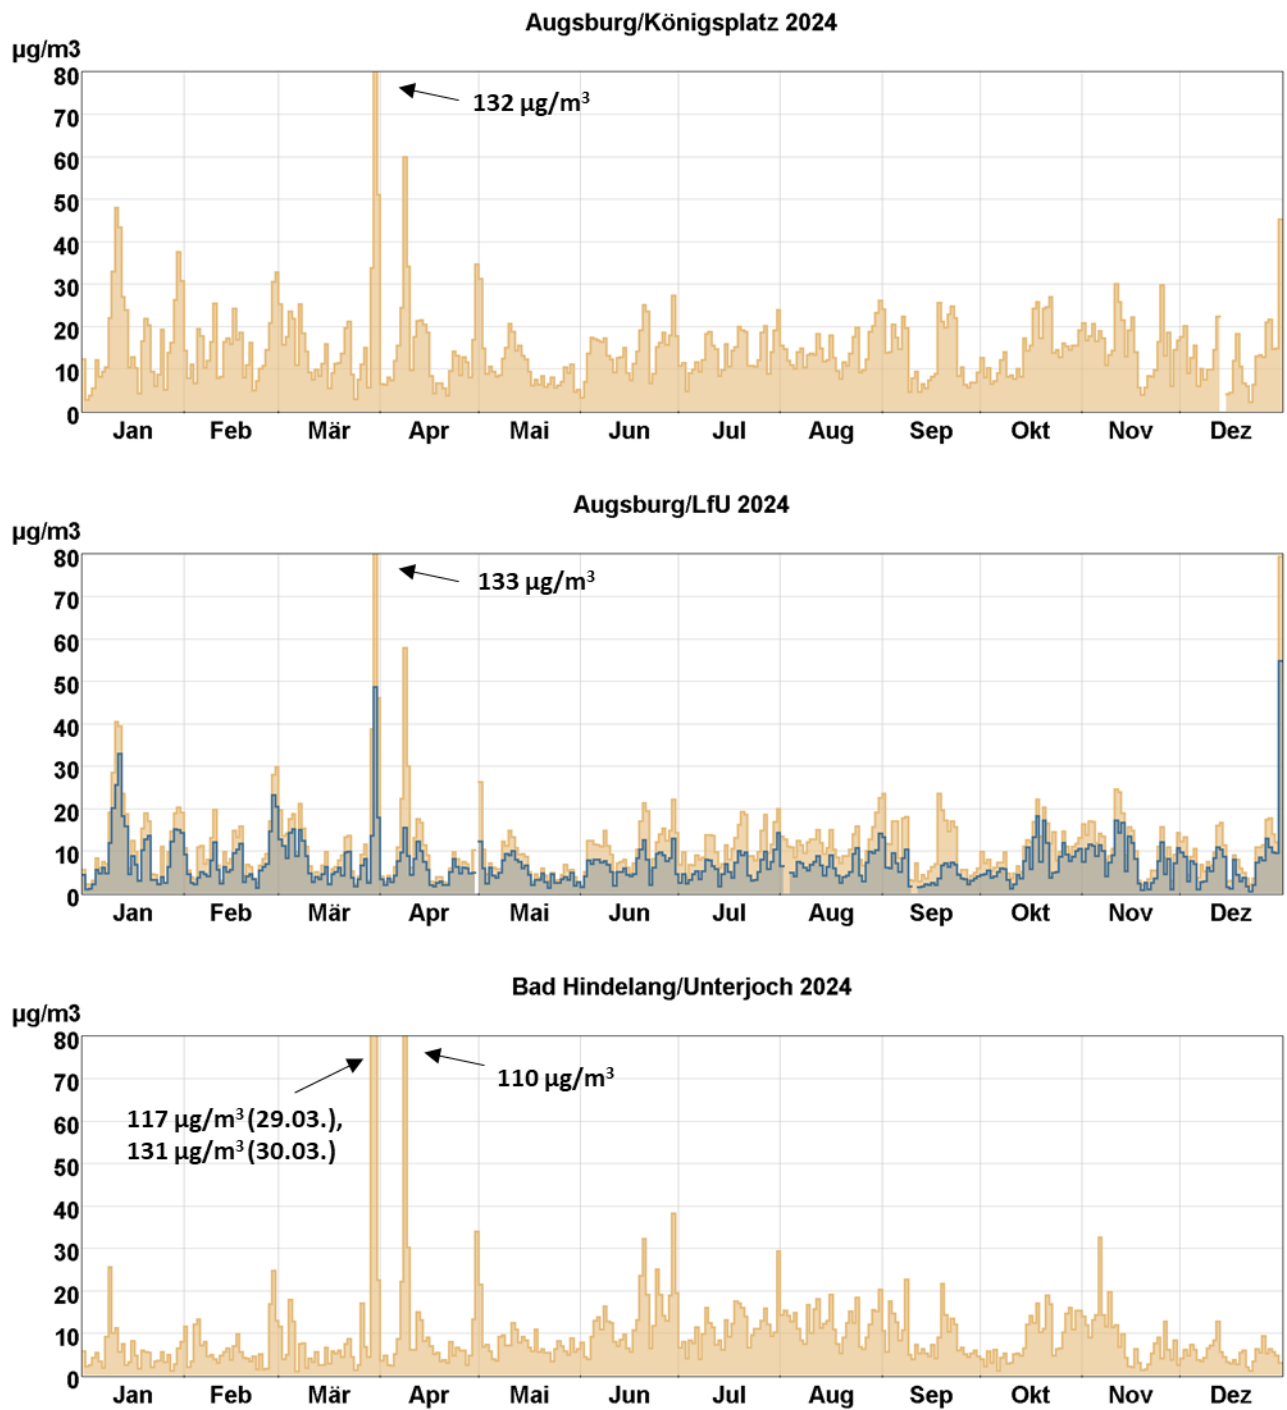 Augsburg/Königsplatz 2024
µg/m3
80
132 µg/m³
70
60
50
40
30
20
10
0
Jan Feb Mär Apr Mai Jun Jul Aug Sep Okt Nov Dez
Augsburg/LfU 2024
µg/m3
80
133 µg/m³
70
60
50
40
30
20
10
0
Jan Feb Mär Apr Mai Jun Jul Aug Sep Okt Nov Dez
Bad Hindelang/Unterjoch 2024
µg/m3
80
70
110 µg/m³
117 µg/m³ (29.03.),
131 µg/m³ (30.03.)
60
50
40
30
20
10
0
Jan Feb Mär Apr Mai Jun Jul Aug Sep Okt Nov Dez